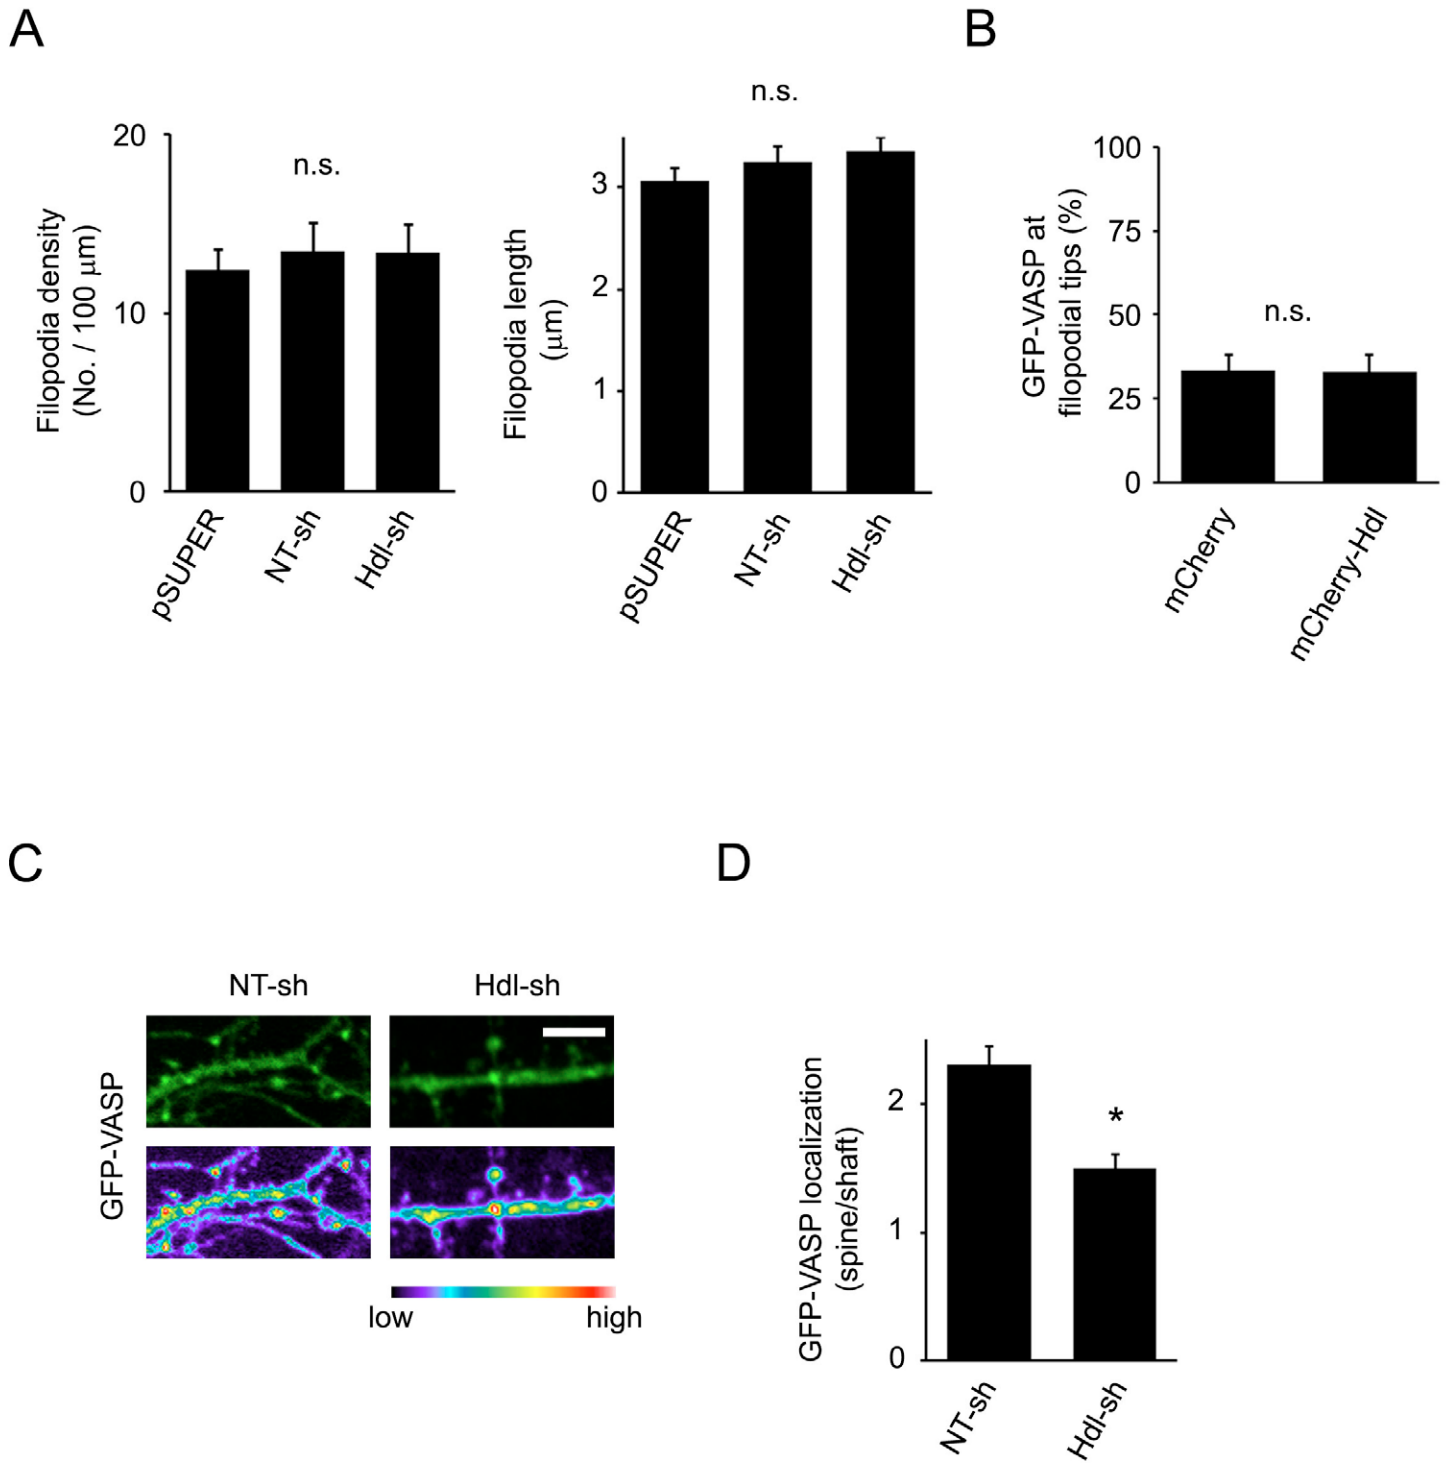 A
B
n.s.
n.s.
20
10
0
Filopodia density
(No. / 100 μm)
pSUPER
NT-sh
Hdl-sh
3
2
1
0
Filopodia length
(μm)
pSUPER
NT-sh
Hdl-sh
100
75
50
25
0
GFP-VASP at
filopodial tips (%)
n.s.
mCherry
mCherry-Hdl
C
D
NT-sh
Hdl-sh
GFP-VASP
low
high
2
1
0
GFP-VASP localization
(spine/shaft)
*
NT-sh
Hdl-sh